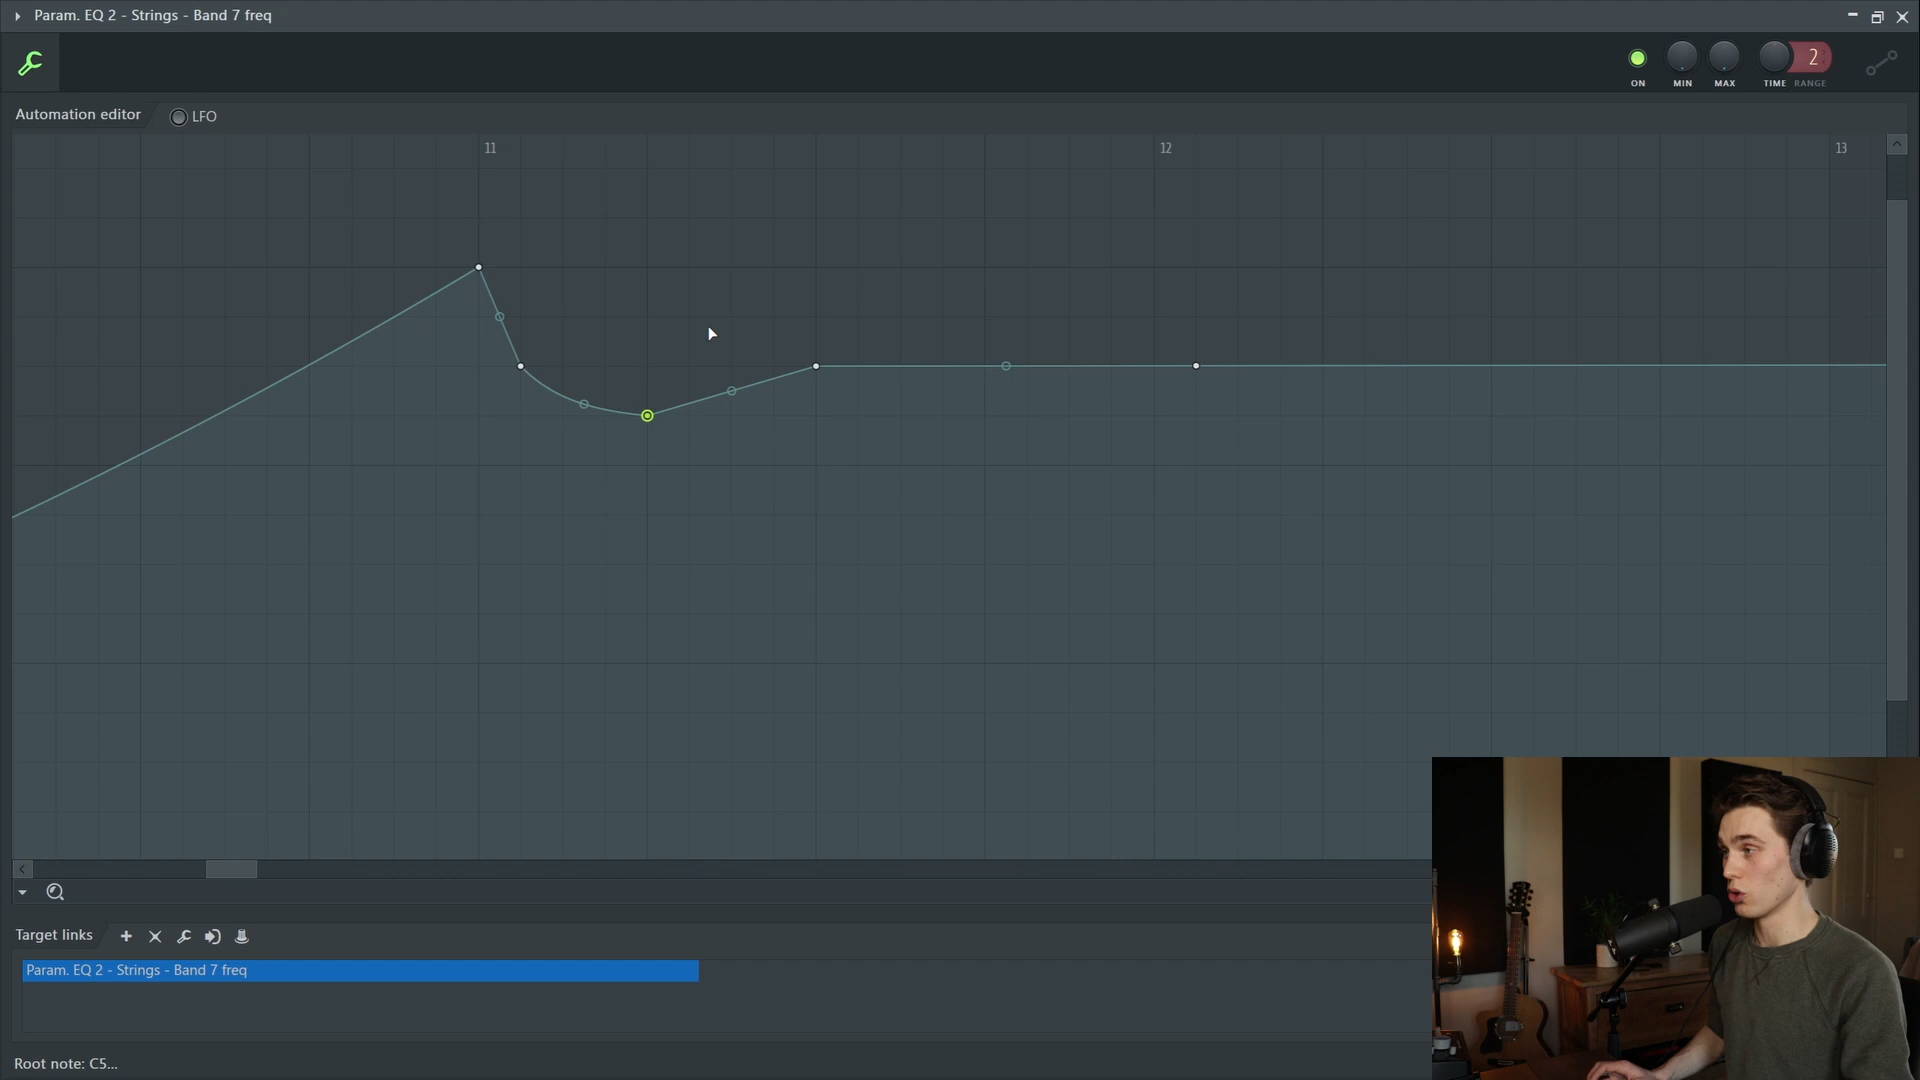 Param. EQ 2 - Strings - Band 7 freq
2
ON
MIN
MAX
TIME
RANGE
Automation editor
LFO
11
12
13
Target links
Param. EQ 2 - Strings - Band 7 freq
Root note: C5...